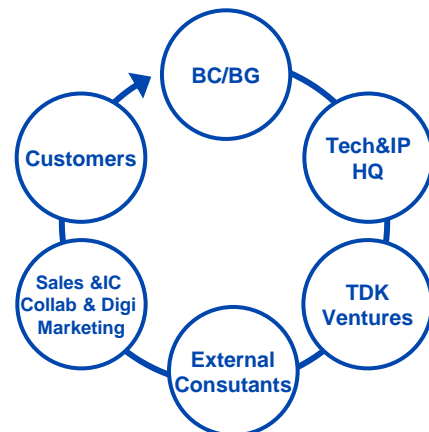 BC/BG
Tech&IP
HQ
TDK
Ventures
External
Consutants
Sales &IC
Collab & Digi
Marketing
Customers